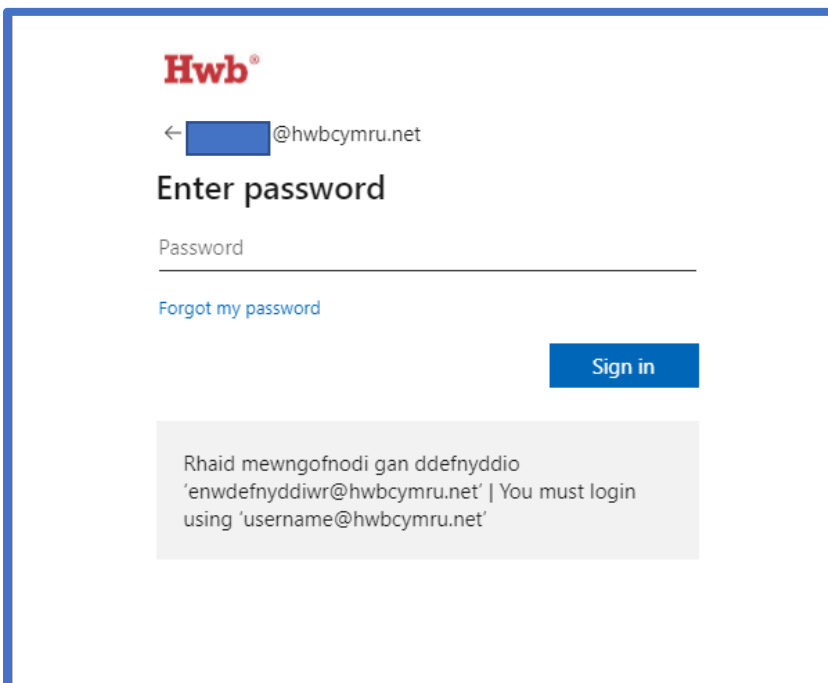 Hwb®
← @hwbcymru.net
Enter password
Password
Forgot my password
Sign in
Rhaid mewngofnodi gan ddefnyddio
‘enwdefnyddiwr@hwbcymru.net’ | You must login
using ‘username@hwbcymru.net’